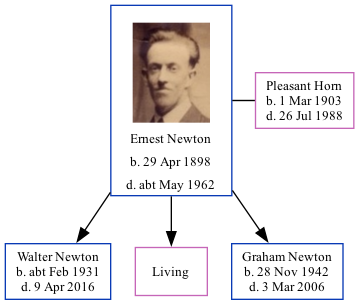 Ernest Newton
b. 29 Apr 1898
d. abt May 1962
Pleasant Horn
b. 1 Mar 1903
d. 26 Jul 1988
Walter Newton
b. abt Feb 1931
d. 9 Apr 2016
Living
Graham Newton
b. 28 Nov 1942
d. 3 Mar 2006